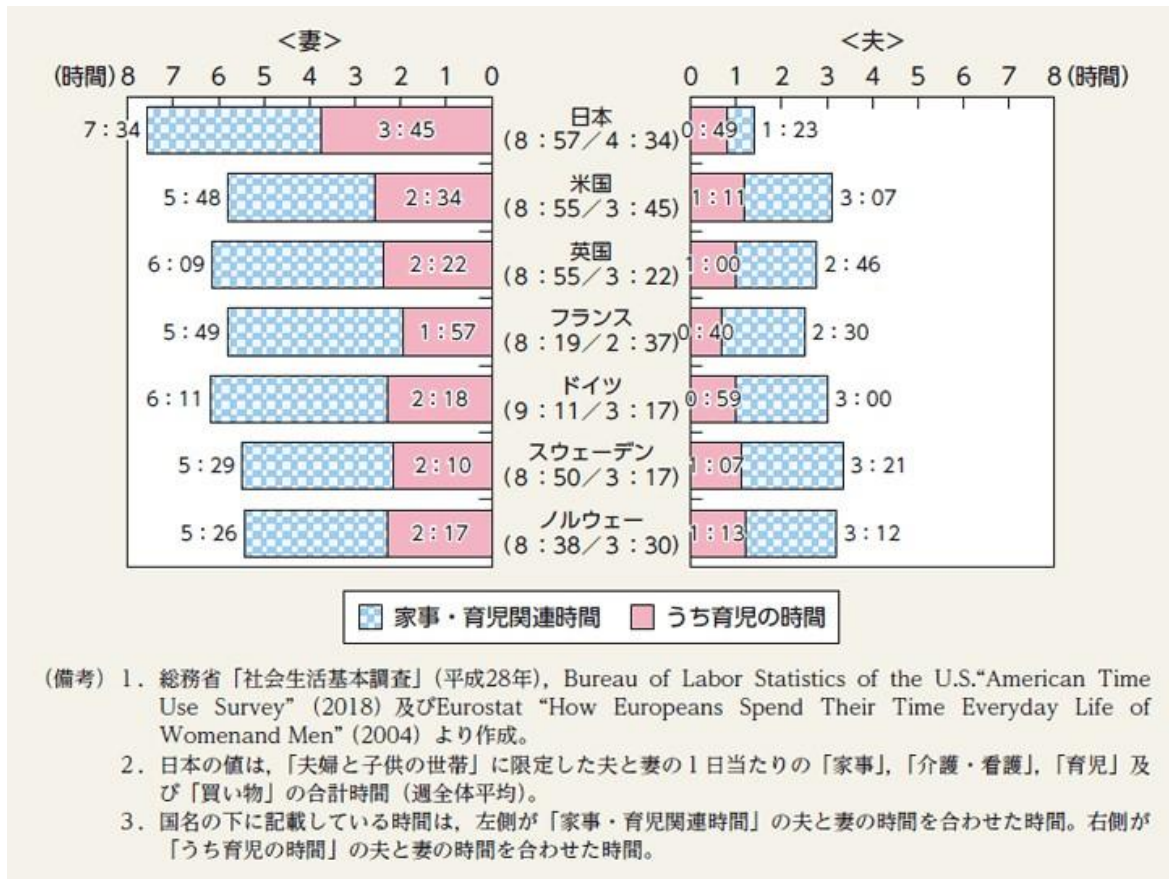 <妻>
<夫>
(時間) 8 7 6 5 4 3 2 1 0
0 1 2 3 4 5 6 7 8 (時間)
7:34 3:45 日本 0:49 1:23
(8:57/4:34)
5:48 2:34 米国 1:11 3:07
(8:55/3:45)
6:09 2:22 英国 1:00 2:46
(8:55/3:22)
5:49 1:57 フランス 0:40 2:30
(8:19/2:37)
6:11 2:18 ドイツ 0:59 3:00
(9:11/3:17)
5:29 2:10 スウェーデン 1:07 3:21
(8:50/3:17)
5:26 2:17 ノルウェー 1:13 3:12
(8:38/3:30)
家事・育児関連時間 うち育児の時間
(備考) 1. 総務省「社会生活基本調査」(平成28年), Bureau of Labor Statistics of the U.S.“American Time
Use Survey” (2018) 及びEurostat “How Europeans Spend Their Time Everyday Life of
Womenand Men” (2004) より作成。
2. 日本の値は,「夫婦と子供の世帯」に限定した夫と妻の1日当たりの「家事」,「介護・看護」,「育児」及
び「買い物」の合計時間(週全体平均)。
3. 国名の下に記載している時間は, 左側が「家事・育児関連時間」の夫と妻の時間を合わせた時間。右側が
「うち育児の時間」の夫と妻の時間を合わせた時間。